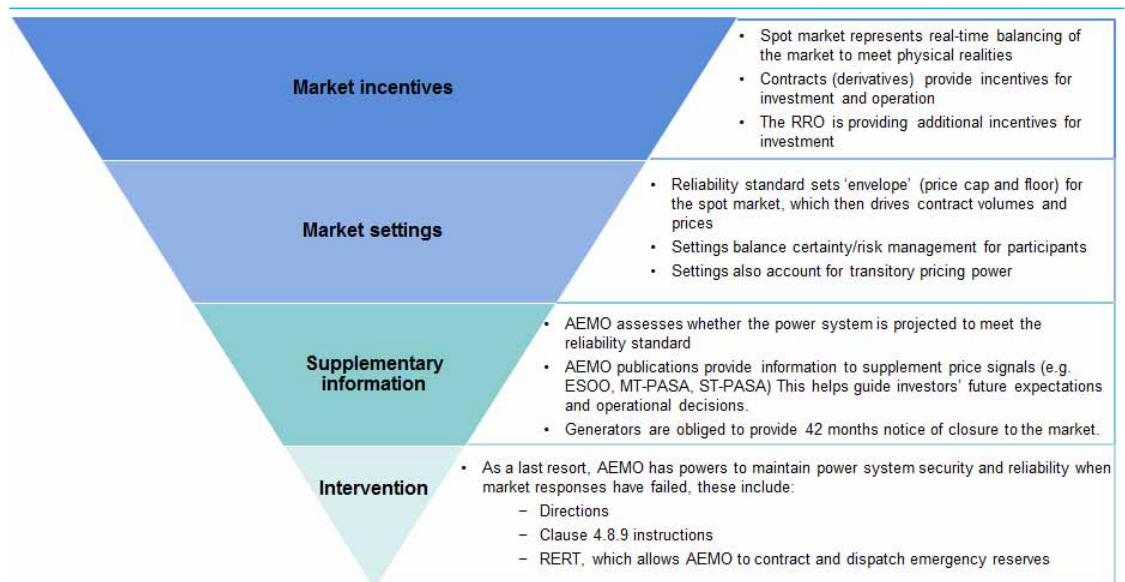 Market incentives
• Spot market represents real-time balancing of
the market to meet physical realities
• Contracts (derivatives) provide incentives for
investment and operation
• The RRO is providing additional incentives for
investment
Market settings
• Reliability standard sets 'envelope' (price cap and floor) for
the spot market, which then drives contract volumes and
prices
• Settings balance certainty/risk management for participants
• Settings also account for transitory pricing power
Supplementary
information
• AEMO assesses whether the power system is projected to meet the
reliability standard
• AEMO publications provide information to supplement price signals (e.g.
ESOO, MT-PASA, ST-PASA) This helps guide investors' future expectations
and operational decisions.
• Generators are obliged to provide 42 months notice of closure to the market.
Intervention
• As a last resort, AEMO has powers to maintain power system security and reliability when
market responses have failed, these include:
– Directions
– Clause 4.8.9 instructions
– RERT, which allows AEMO to contract and dispatch emergency reserves